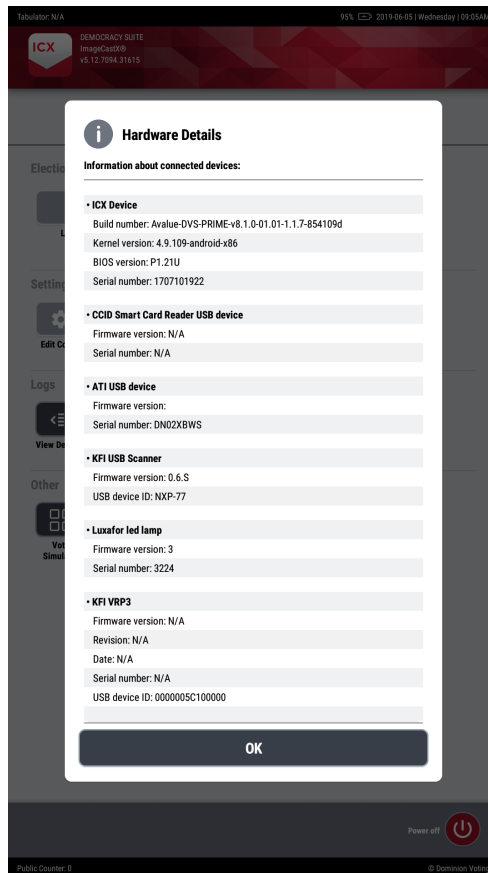 Tabulator: N/A
95% 2019-06-05 | Wednesday | 09:05AM
ICX
DEMOCRACY SUITE
ImageCastX®
v5.12.7094.31615
Hardware Details
Information about connected devices:
• ICX Device
Build number: Avalue-DVS-PRIME-v8.1.0-01.01-1.1.7-854109d
Kernel version: 4.9.109-android-x86
BIOS version: P1.21U
Serial number: 1707101922
• CCID Smart Card Reader USB device
Firmware version: N/A
Serial number: N/A
• ATI USB device
Firmware version:
Serial number: DN02XBWS
• KFI USB Scanner
Firmware version: 0.6.S
USB device ID: NXP-77
• Luxafor led lamp
Firmware version: 3
Serial number: 3224
• KFI VRP3
Firmware version: N/A
Revision: N/A
Date: N/A
Serial number: N/A
USB device ID: 0000005C100000
OK
Electio
L
Setting
Edit Co
Logs
View De
Other
Vot
Simul
Power off
Public Counter: 0
© Dominion Voting